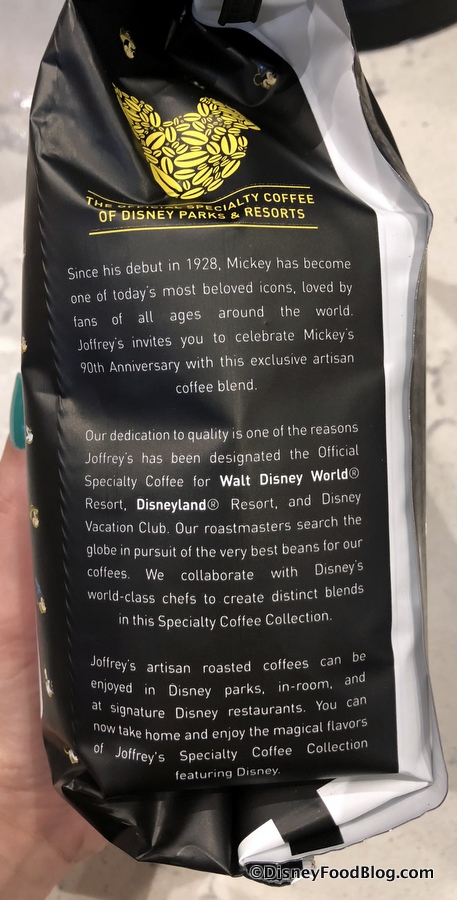 THE OFFICIAL SPECIALTY COFFEE
OF DISNEY PARKS & RESORTS
Since his debut in 1928, Mickey has become
one of today's most beloved icons, loved by
fans of all ages around the world.
Joffrey's invites you to celebrate Mickey's
90th Anniversary with this exclusive artisan
coffee blend.
Our dedication to quality is one of the reasons
Joffrey's has been designated the Official
Specialty Coffee for Walt Disney World®
Resort, Disneyland® Resort, and Disney
Vacation Club. Our roastmasters search the
globe in pursuit of the very best beans for our
coffees. We collaborate with Disney's
world-class chefs to create distinct blends
in this Specialty Coffee Collection.
Joffrey's artisan roasted coffees can be
enjoyed in Disney parks, in-room, and
at signature Disney restaurants. You can
now take home and enjoy the magical flavors
of Joffrey's Specialty Coffee Collection
featuring Disney.
©DisneyFoodBlog.com